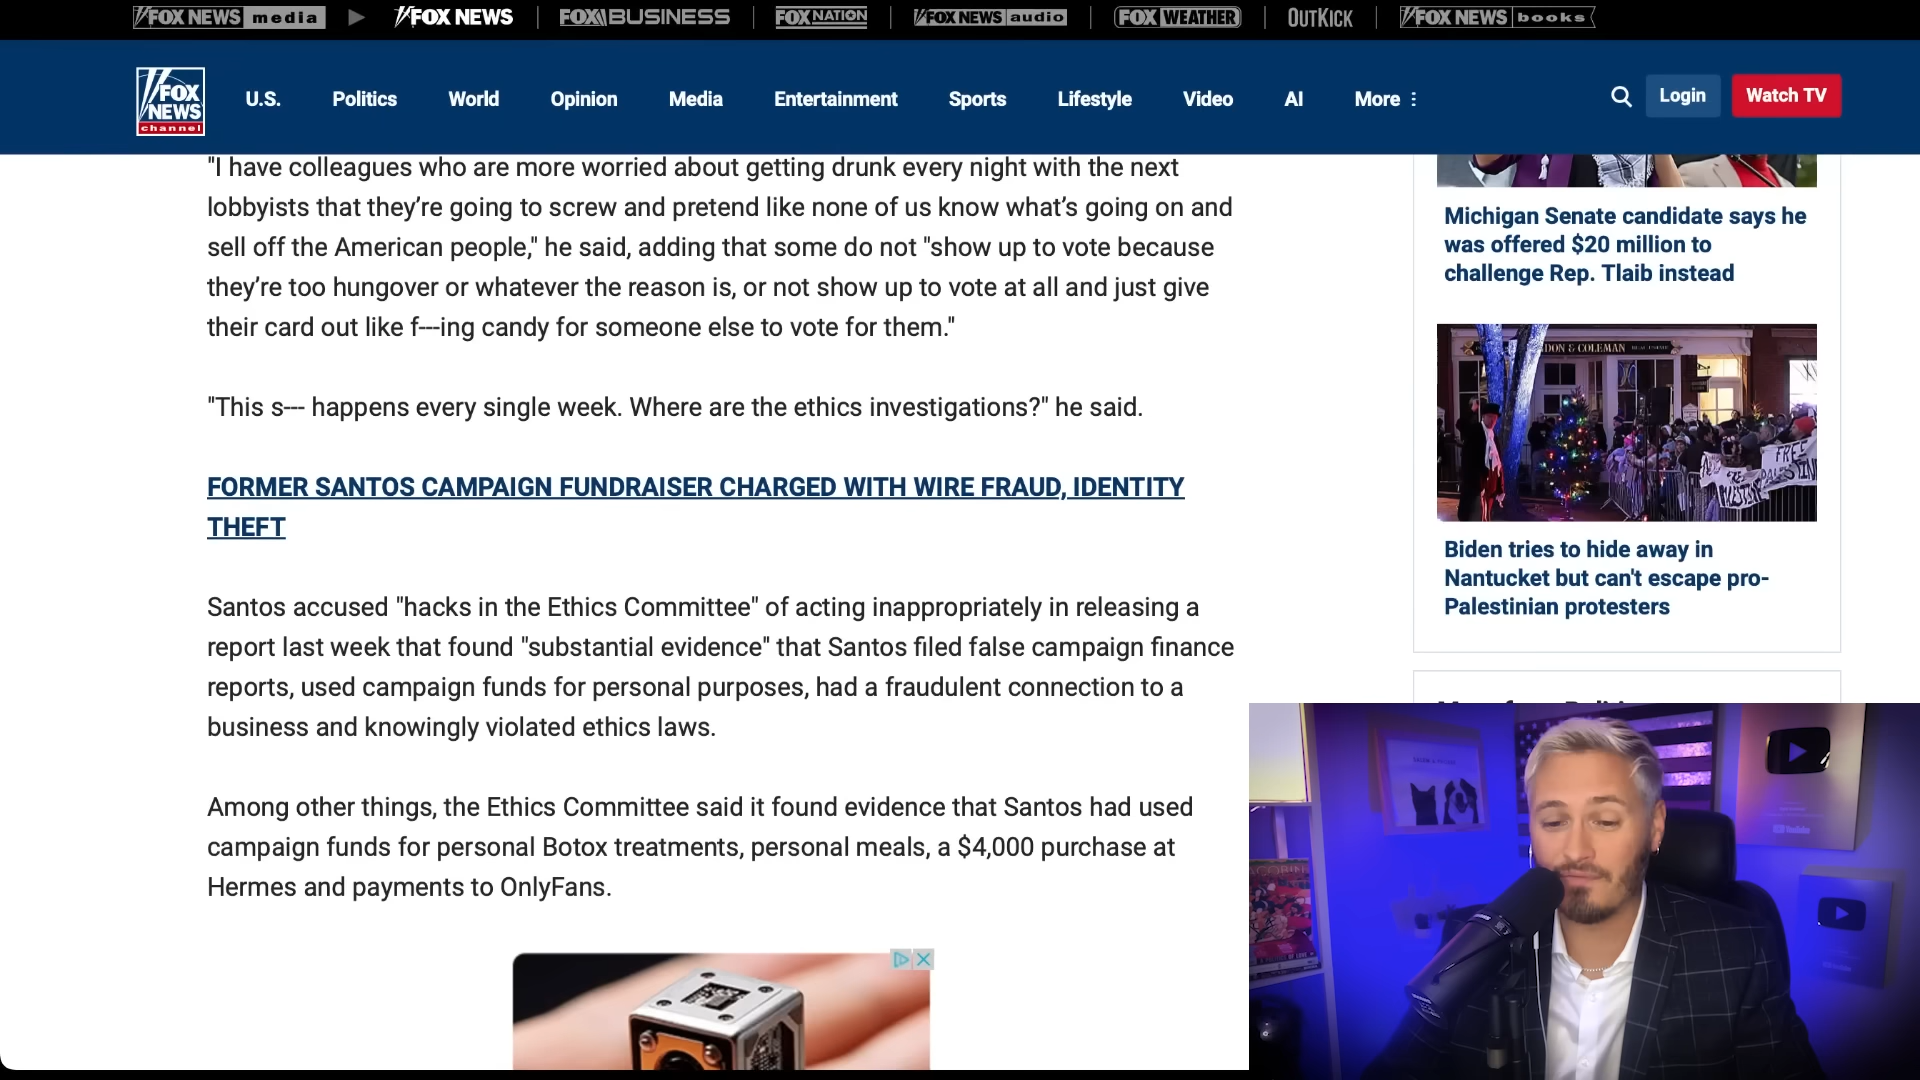 FOX NEWS media
FOX NEWS
FOX BUSINESS
FOX NATION
FOX NEWS audio
FOX WEATHER
OUTKICK
FOX NEWS books
FOX NEWS channel
U.S.
Politics
World
Opinion
Media
Entertainment
Sports
Lifestyle
Video
AI
More
Login
Watch TV
"I have colleagues who are more worried about getting drunk every night with the next
lobbyists that they’re going to screw and pretend like none of us know what’s going on and
sell off the American people," he said, adding that some do not "show up to vote because
they’re too hungover or whatever the reason is, or not show up to vote at all and just give
their card out like f---ing candy for someone else to vote for them."
"This s--- happens every single week. Where are the ethics investigations?" he said.
FORMER SANTOS CAMPAIGN FUNDRAISER CHARGED WITH WIRE FRAUD, IDENTITY
THEFT
Santos accused "hacks in the Ethics Committee" of acting inappropriately in releasing a
report last week that found "substantial evidence" that Santos filed false campaign finance
reports, used campaign funds for personal purposes, had a fraudulent connection to a
business and knowingly violated ethics laws.
Among other things, the Ethics Committee said it found evidence that Santos had used
campaign funds for personal Botox treatments, personal meals, a $4,000 purchase at
Hermes and payments to OnlyFans.
Michigan Senate candidate says he
was offered $20 million to
challenge Rep. Tlaib instead
DON & COLEMAN
FREE
Biden tries to hide away in
Nantucket but can't escape pro-
Palestinian protesters
YouTube